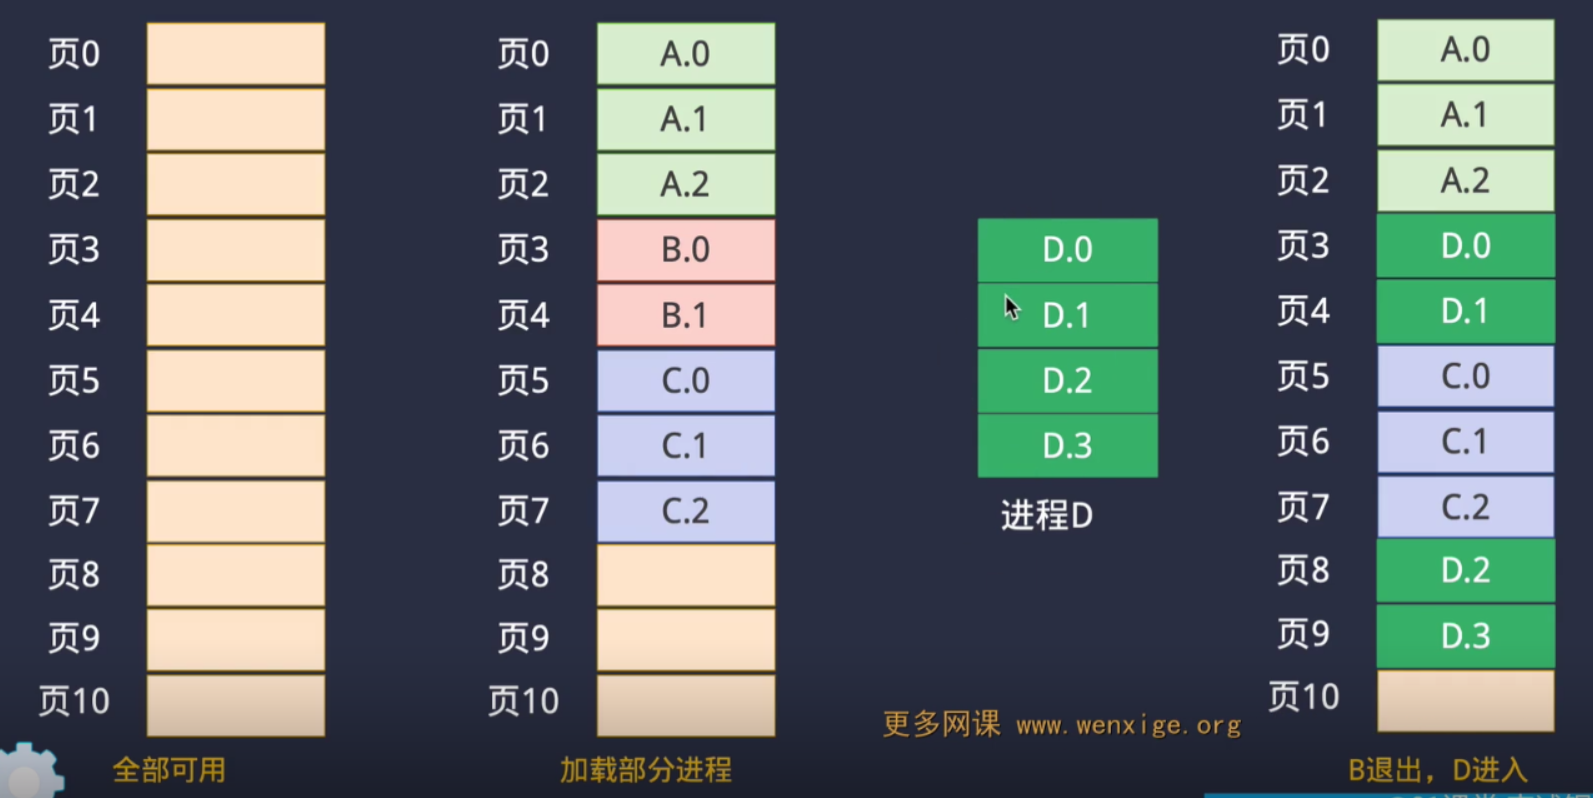 页0
页1
页2
页3
页4
页5
页6
页7
页8
页9
页10
全部可用
页0 A.0
页1 A.1
页2 A.2
页3 B.0
页4 B.1
页5 C.0
页6 C.1
页7 C.2
页8
页9
页10
加载部分进程
D.0
D.1
D.2
D.3
进程D
更多网课 www.wenxige.org
页0 A.0
页1 A.1
页2 A.2
页3 D.0
页4 D.1
页5 C.0
页6 C.1
页7 C.2
页8 D.2
页9 D.3
页10
B退出，D进入